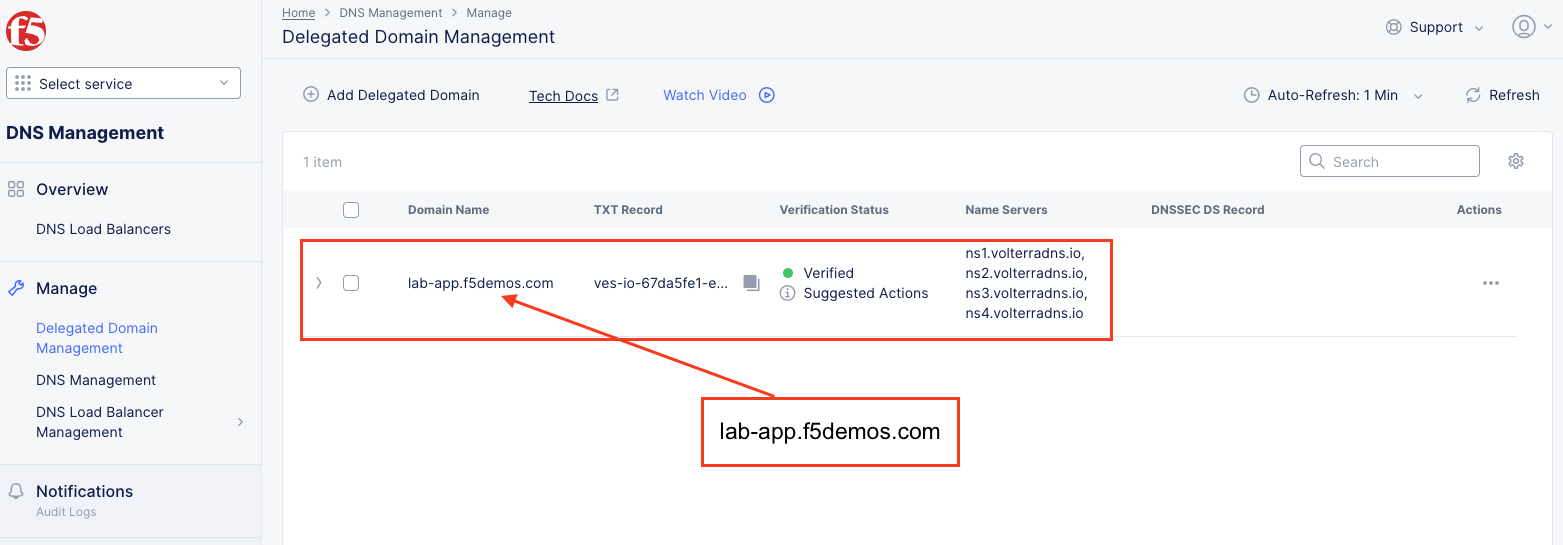 f5
Select service
DNS Management
Overview
DNS Load Balancers
Manage
Delegated Domain
Management
DNS Management
DNS Load Balancer
Management
Notifications
Audit Logs
Home > DNS Management > Manage
Delegated Domain Management
Support
Add Delegated Domain Tech Docs Watch Video Auto-Refresh: 1 Min Refresh
1 item Search
Domain Name TXT Record Verification Status Name Servers DNSSEC DS Record Actions
lab-app.f5demos.com ves-io-67da5fe1-e...
Verified
Suggested Actions
ns1.volterradns.io,
ns2.volterradns.io,
ns3.volterradns.io,
ns4.volterradns.io
lab-app.f5demos.com